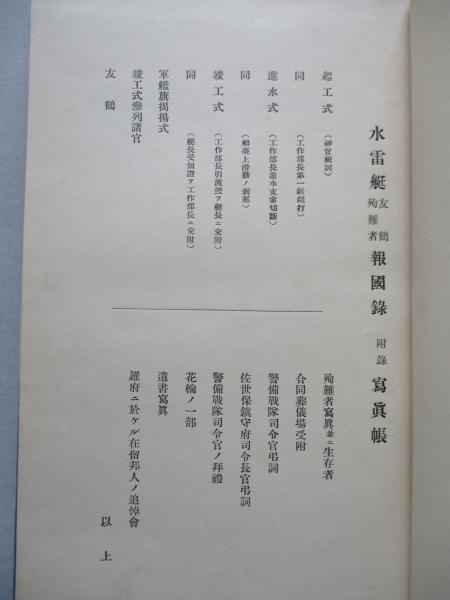 水雷艇友鶴殉難者報國錄 附錄 寫眞帳
起工式（神官祝詞）
同（工作部長第一鋲錠打）
進水式（工作部長進水支索切斷）
同（船臺上滑動ノ刹那）
竣工式（工作部長引渡證ヲ艇長ニ交附）
同（艇長受領證ヲ工作部長ニ交附）
軍艦旗揭揚式
竣工式參列諸官
友鶴
殉難者寫眞並ニ生存者
合同葬儀場受附
警備戰隊司令官弔詞
佐世保鎭守府司令長官弔詞
警備戰隊司令官ノ拜禮
花輪ノ一部
遺書寫眞
羅府ニ於ケル在留邦人ノ追悼會
以上